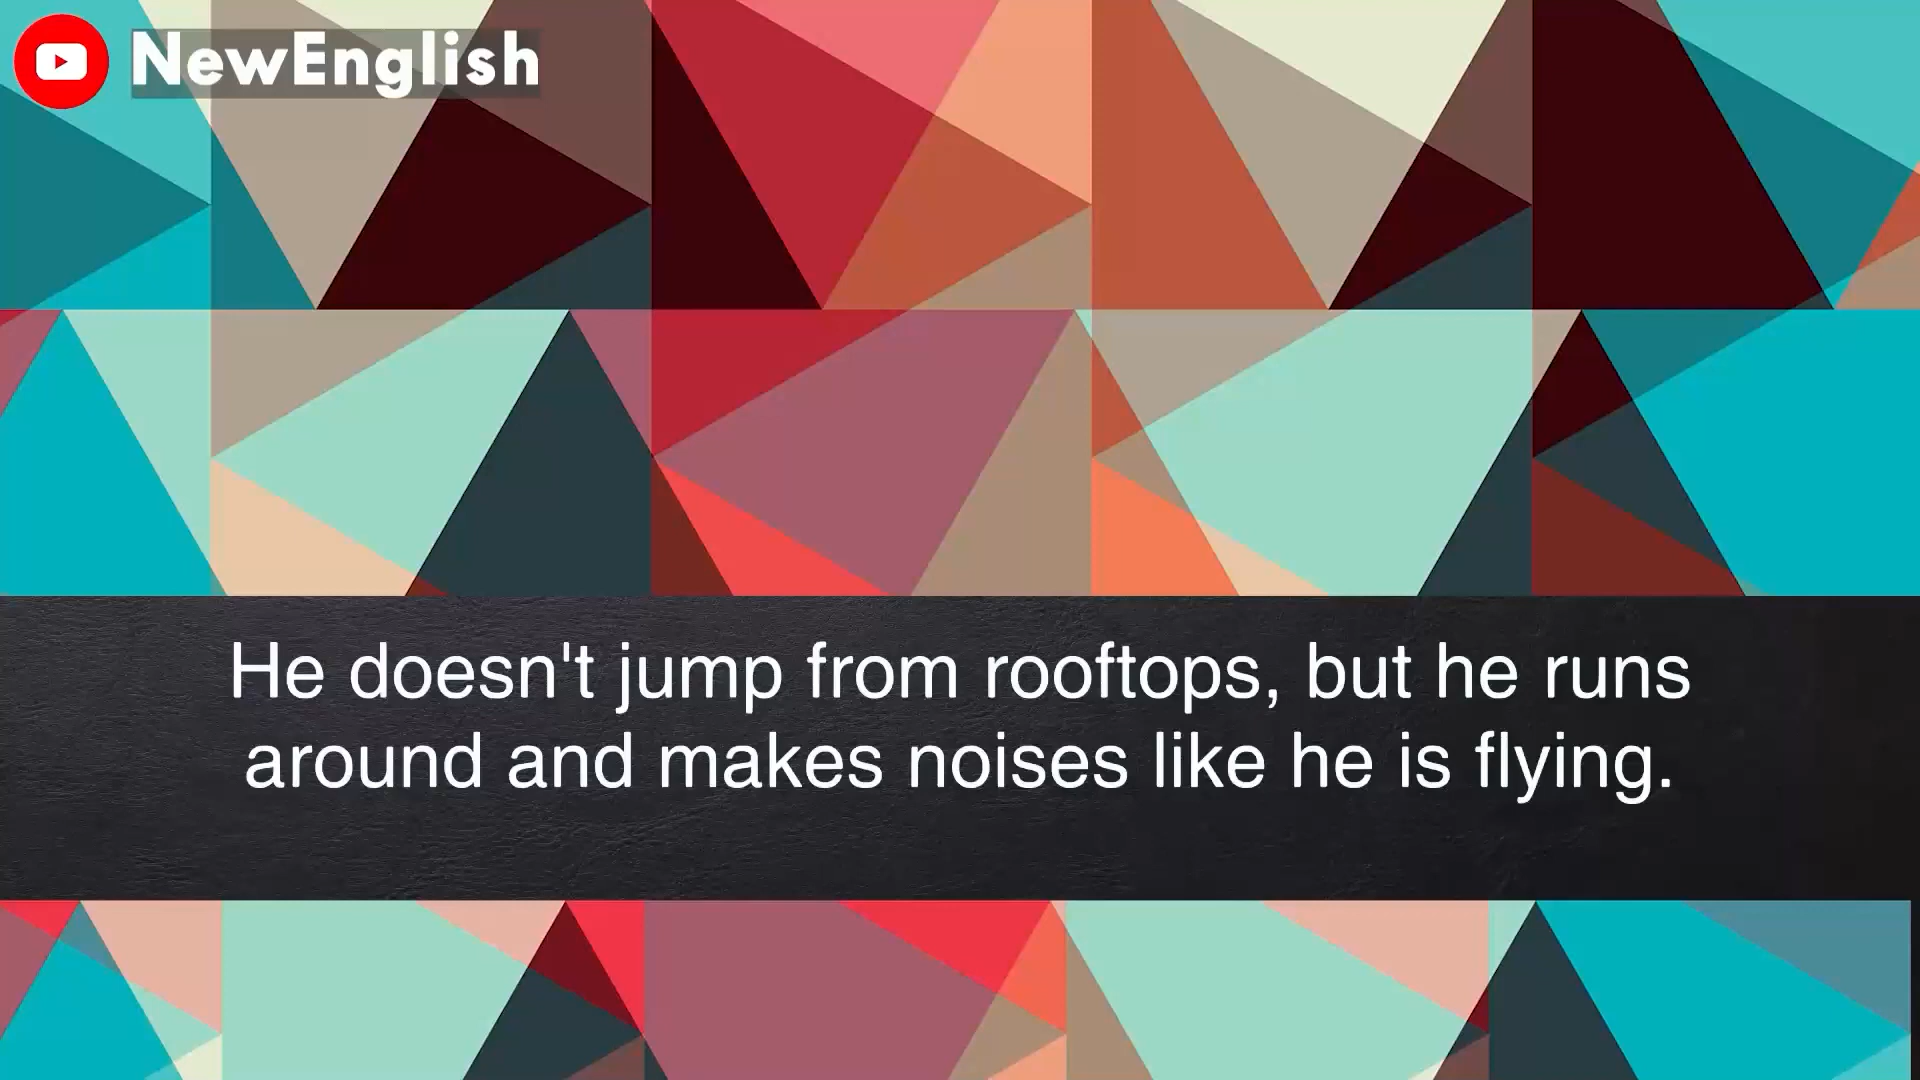 NewEnglish
He doesn't jump from rooftops, but he runs
around and makes noises like he is flying.